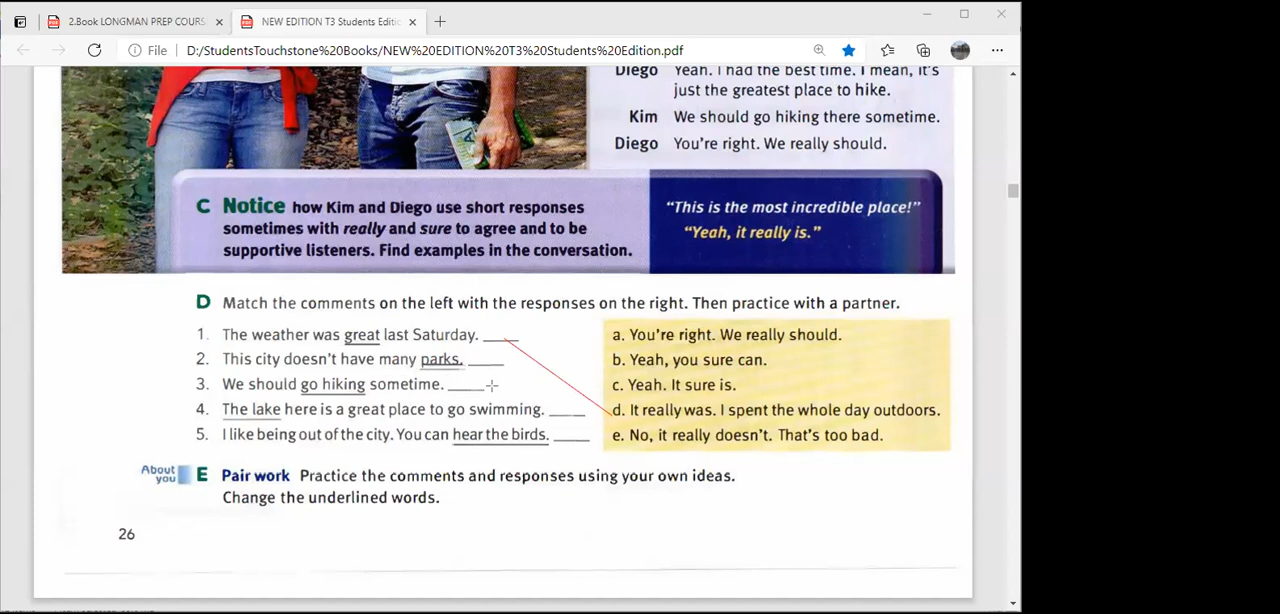 2.Book LONGMAN PREP COURS
NEW EDITION T3 Students Editi
File
D:/StudentsTouchstone%20Books/NEW%20EDITION%20T3%20Students%20Edition.pdf
Diego Yeah. I had the best time. I mean, it's
just the greatest place to hike.
Kim We should go hiking there sometime.
Diego You're right. We really should.
C Notice how Kim and Diego use short responses
sometimes with really and sure to agree and to be
supportive listeners. Find examples in the conversation.
"This is the most incredible place!"
"Yeah, it really is."
D Match the comments on the left with the responses on the right. Then practice with a partner.
1. The weather was great last Saturday. ____
2. This city doesn't have many parks. ____
3. We should go hiking sometime. ____
4. The lake here is a great place to go swimming. ____
5. I like being out of the city. You can hear the birds. ____
a. You're right. We really should.
b. Yeah, you sure can.
c. Yeah. It sure is.
d. It really was. I spent the whole day outdoors.
e. No, it really doesn't. That's too bad.
About
you
E Pair work Practice the comments and responses using your own ideas.
Change the underlined words.
26